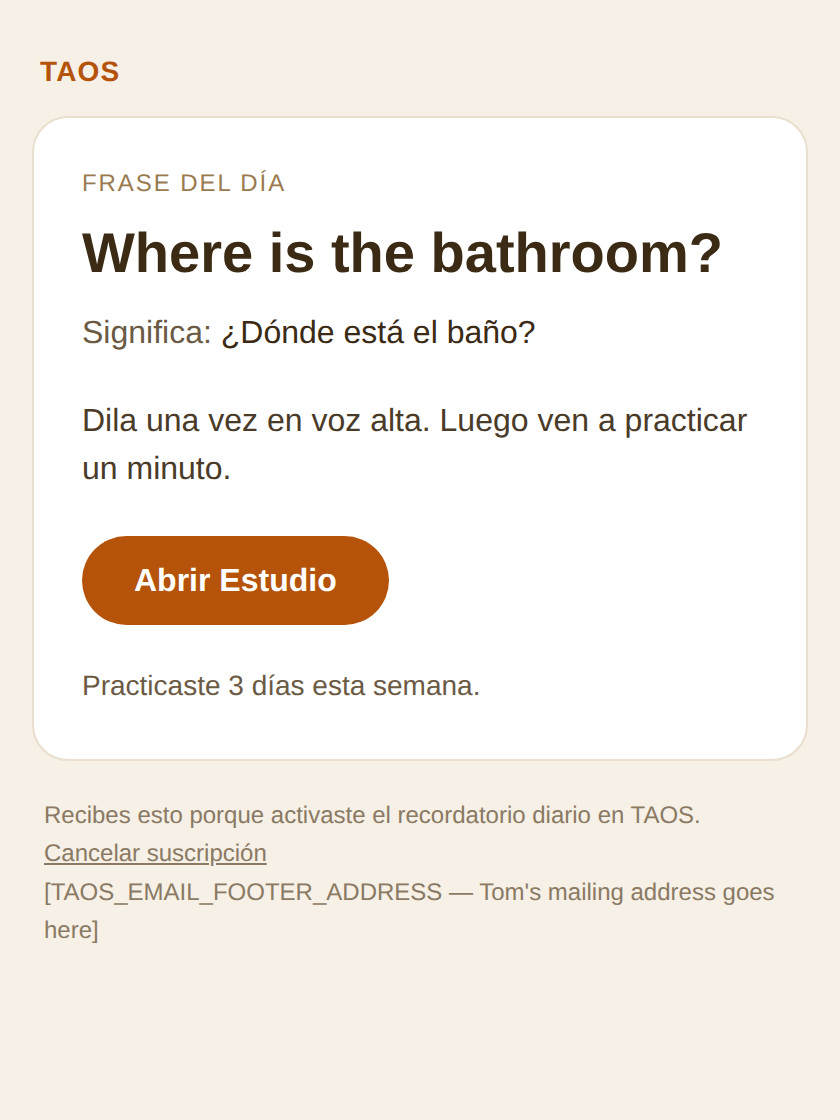 TAOS
FRASE DEL DÍA
Where is the bathroom?
Significa: ¿Dónde está el baño?
Dila una vez en voz alta. Luego ven a practicar
un minuto.
Abrir Estudio
Practicaste 3 días esta semana.
Recibes esto porque activaste el recordatorio diario en TAOS.
Cancelar suscripción
[TAOS_EMAIL_FOOTER_ADDRESS — Tom's mailing address goes
here]